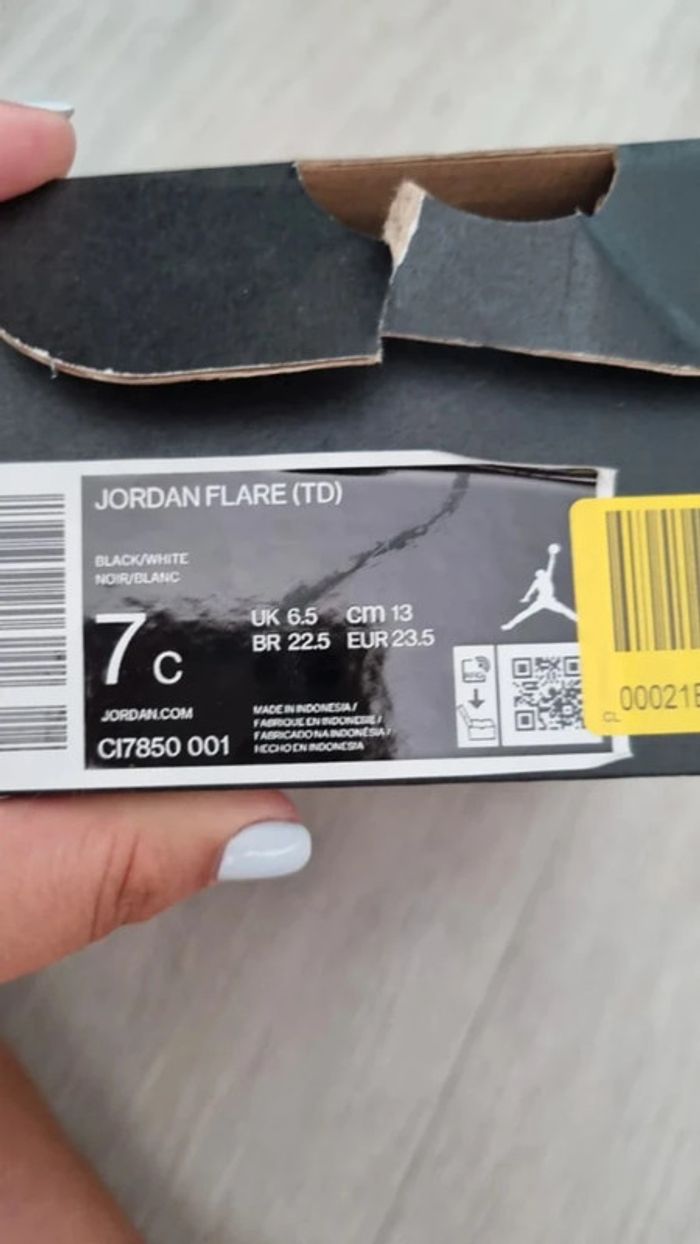 JORDAN FLARE (TD)
BLACK/WHITE
NOIR/BLANC
7 C
UK 6.5 cm 13
BR 22.5 EUR 23.5
JORDAN.COM
CI7850 001
MADE IN INDONESIA /
FABRIQUE EN INDONESIE /
FABRICADO NA INDONÉSIA /
HECHO EN INDONESIA
CL